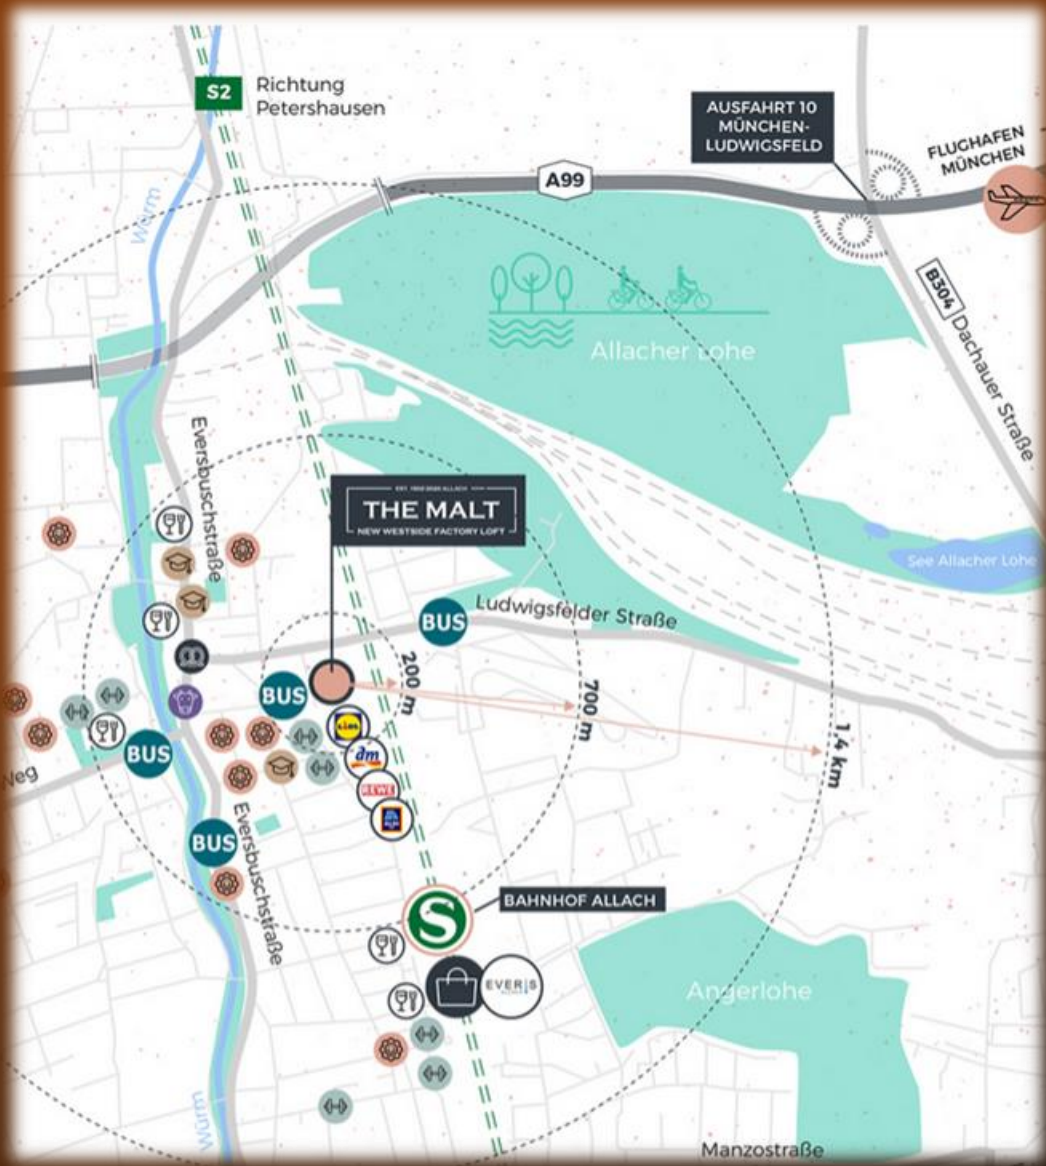 S2
Richtung
Petershausen
AUSFAHRT 10
MÜNCHEN-
LUDWIGSFELD
FLUGHAFEN
MÜNCHEN
A99
Würm
B304
Dachauer Straße
Allacher Lohe
Eversbuschstraße
THE MALT
NEW WESTSIDE FACTORY LOFT
See Allacher Lohe
Ludwigsfelder Straße
BUS
BUS
200 m
700 m
1.4 km
LIDL
dm
REWE
BUS
Weg
Eversbuschstraße
BUS
BAHNHOF ALLACH
S
EVERIS
Angerlohe
Würm
Manzostraße